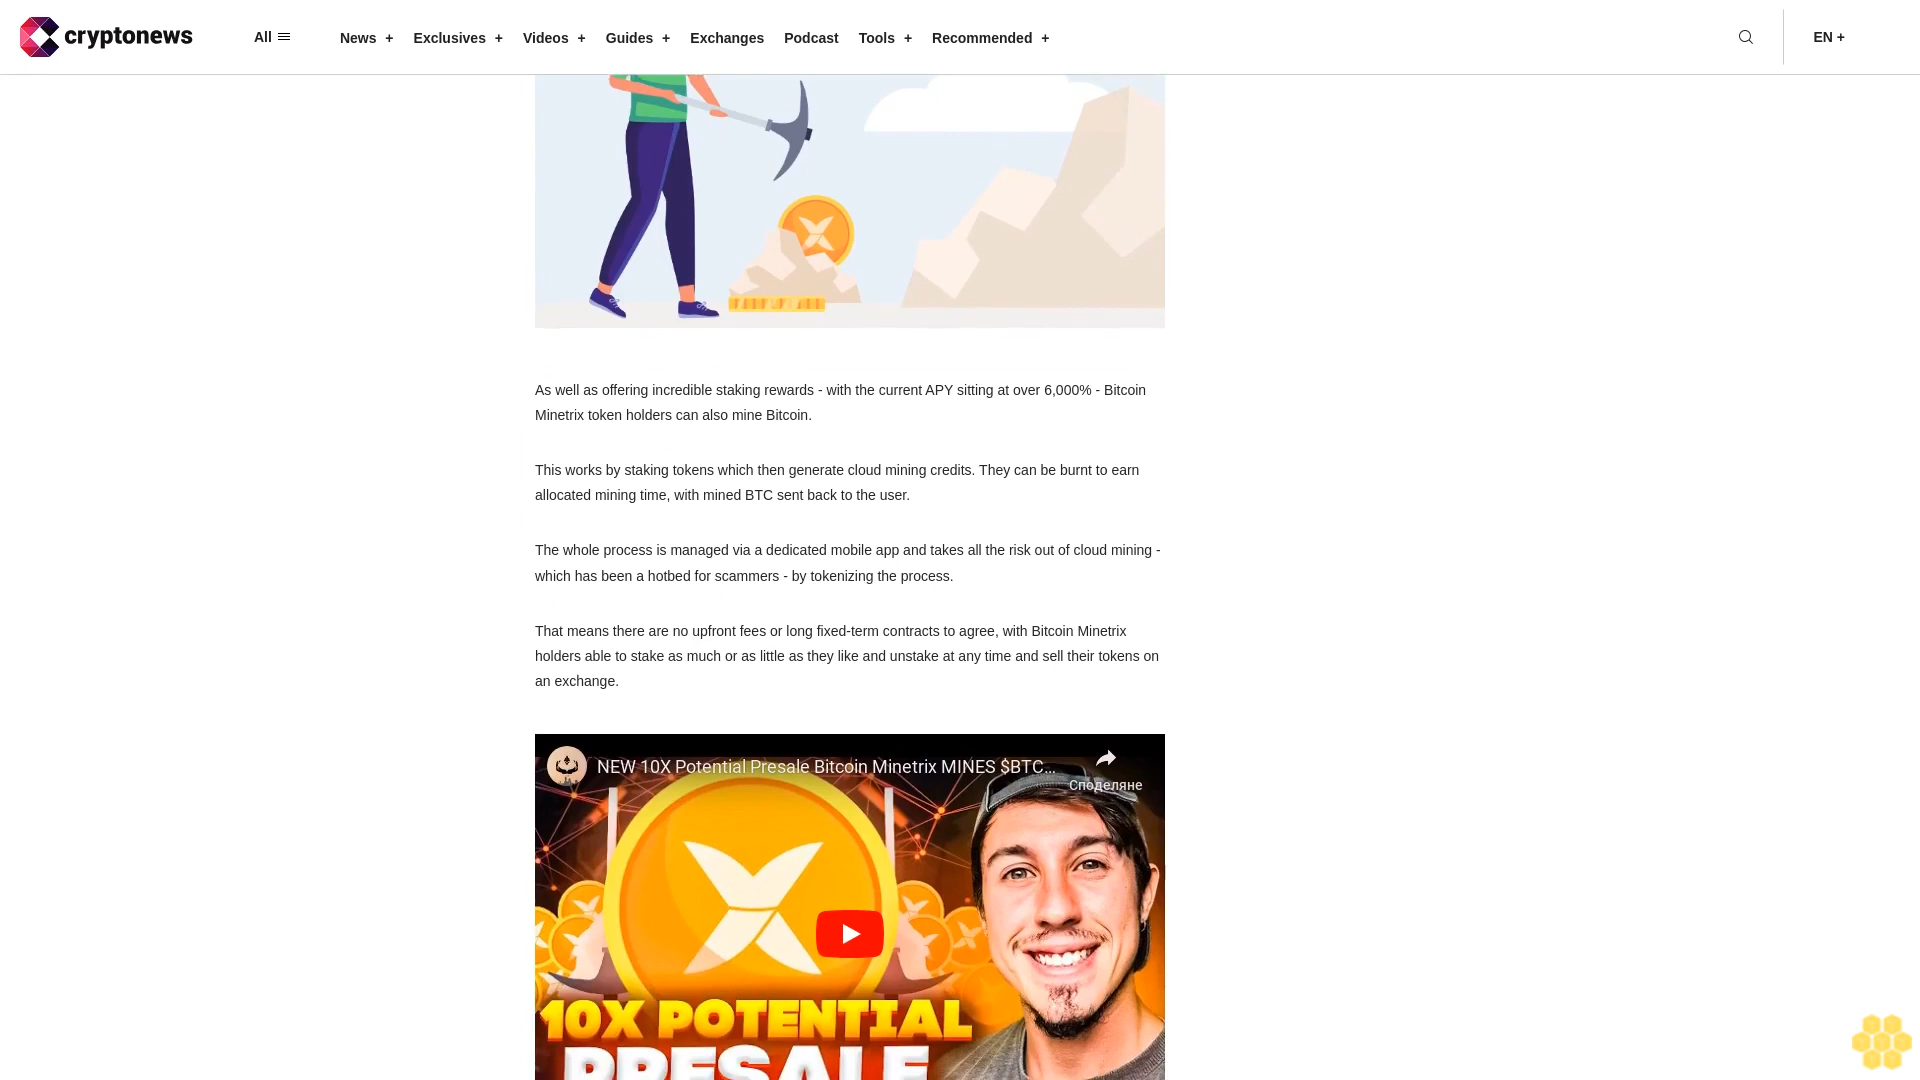 cryptonews
All
News +
Exclusives +
Videos +
Guides +
Exchanges
Podcast
Tools +
Recommended +
EN +
As well as offering incredible staking rewards - with the current APY sitting at over 6,000% - Bitcoin
Minetrix token holders can also mine Bitcoin.
This works by staking tokens which then generate cloud mining credits. They can be burnt to earn
allocated mining time, with mined BTC sent back to the user.
The whole process is managed via a dedicated mobile app and takes all the risk out of cloud mining -
which has been a hotbed for scammers - by tokenizing the process.
That means there are no upfront fees or long fixed-term contracts to agree, with Bitcoin Minetrix
holders able to stake as much or as little as they like and unstake at any time and sell their tokens on
an exchange.
NEW 10X Potential Presale Bitcoin Minetrix MINES $BTC...
Споделяне
10X POTENTIAL
PRESALE